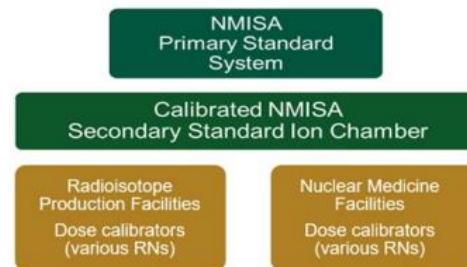 NMISA
Primary Standard
System
Calibrated NMISA
Secondary Standard Ion Chamber
Radioisotope
Production Facilities
Dose calibrators
(various RNs)
Nuclear Medicine
Facilities
Dose calibrators
(various RNs)